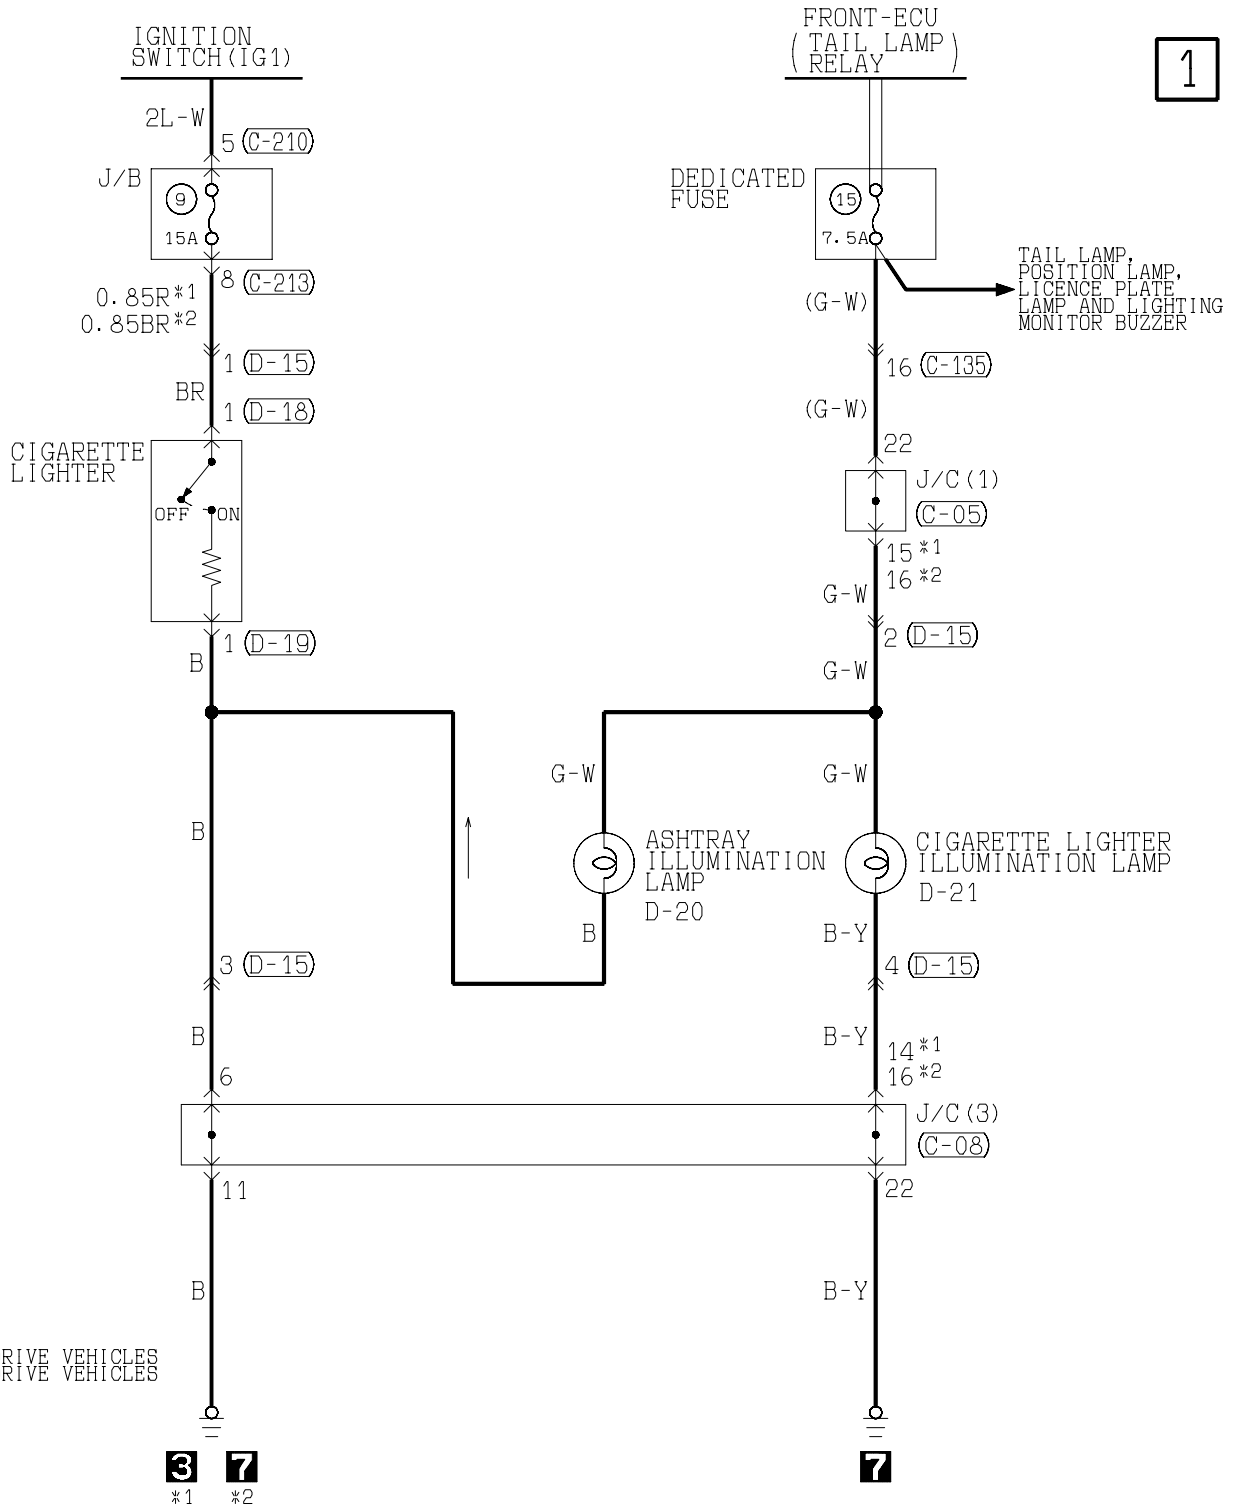 IGNITION
SWITCH(IG1)
FRONT-ECU
(TAIL LAMP
RELAY)
1
2L-W
5 (C-210)
J/B
9
15A
DEDICATED
FUSE
15
7.5A
8 (C-213)
0.85R*1
0.85BR*2
TAIL LAMP,
POSITION LAMP,
LICENCE PLATE
LAMP AND LIGHTING
MONITOR BUZZER
(G-W)
1 (D-15)
16 (C-135)
BR
1 (D-18)
(G-W)
22
CIGARETTE
LIGHTER
OFF ON
J/C(1)
(C-05)
15*1
16*2
G-W
1 (D-19)
2 (D-15)
B
G-W
G-W
G-W
B
ASHTRAY
ILLUMINATION
LAMP
D-20
CIGARETTE LIGHTER
ILLUMINATION LAMP
D-21
B
B-Y
3 (D-15)
4 (D-15)
B
B-Y
14*1
16*2
6
J/C(3)
(C-08)
11
22
B
B-Y
RIVE VEHICLES
RIVE VEHICLES
3 7
*1 *2
7